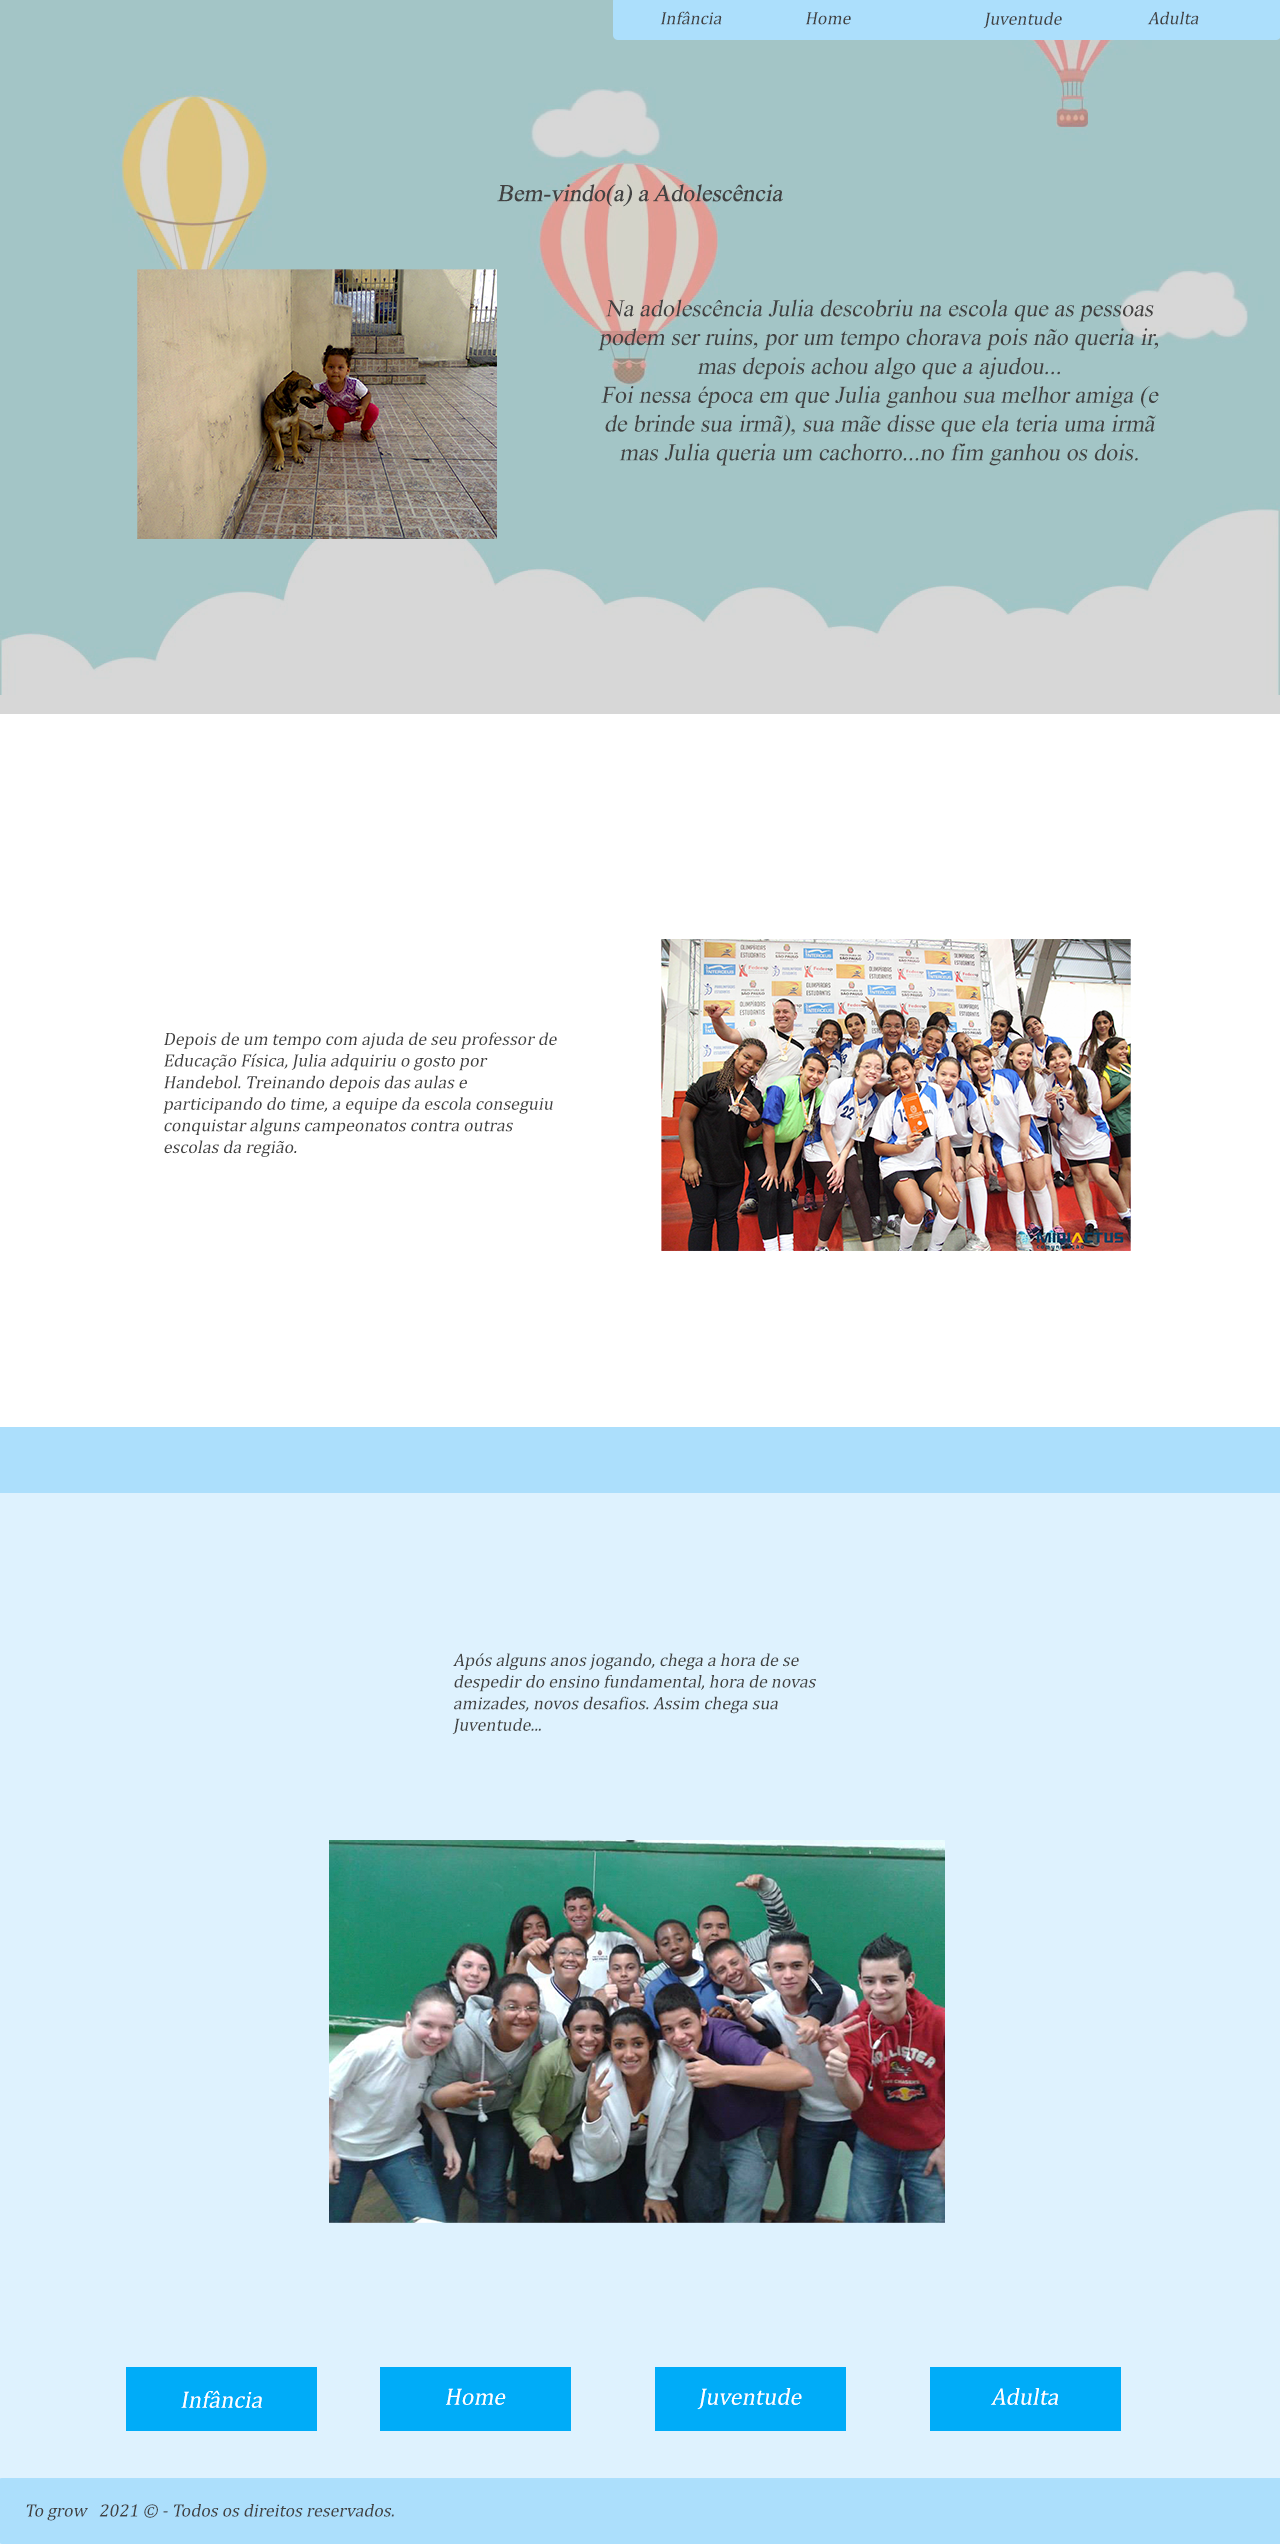 Infância Home Juventude Adulta
Bem-vindo(a) a Adolescência
Na adolescência Julia descobriu na escola que as pessoas
podem ser ruins, por um tempo chorava pois não queria ir,
mas depois achou algo que a ajudou...
Foi nessa época em que Julia ganhou sua melhor amiga (e
de brinde sua irmã), sua mãe disse que ela teria uma irmã
mas Julia queria um cachorro...no fim ganhou os dois.
Depois de um tempo com ajuda de seu professor de
Educação Física, Julia adquiriu o gosto por
Handebol. Treinando depois das aulas e
participando do time, a equipe da escola conseguiu
conquistar alguns campeonatos contra outras
escolas da região.
OLIMPÍADAS
ESTUDANTIS
22
15
Após alguns anos jogando, chega a hora de se
despedir do ensino fundamental, hora de novas
amizades, novos desafios. Assim chega sua
Juventude...
Infância Home Juventude Adulta
To grow 2021 © - Todos os direitos reservados.